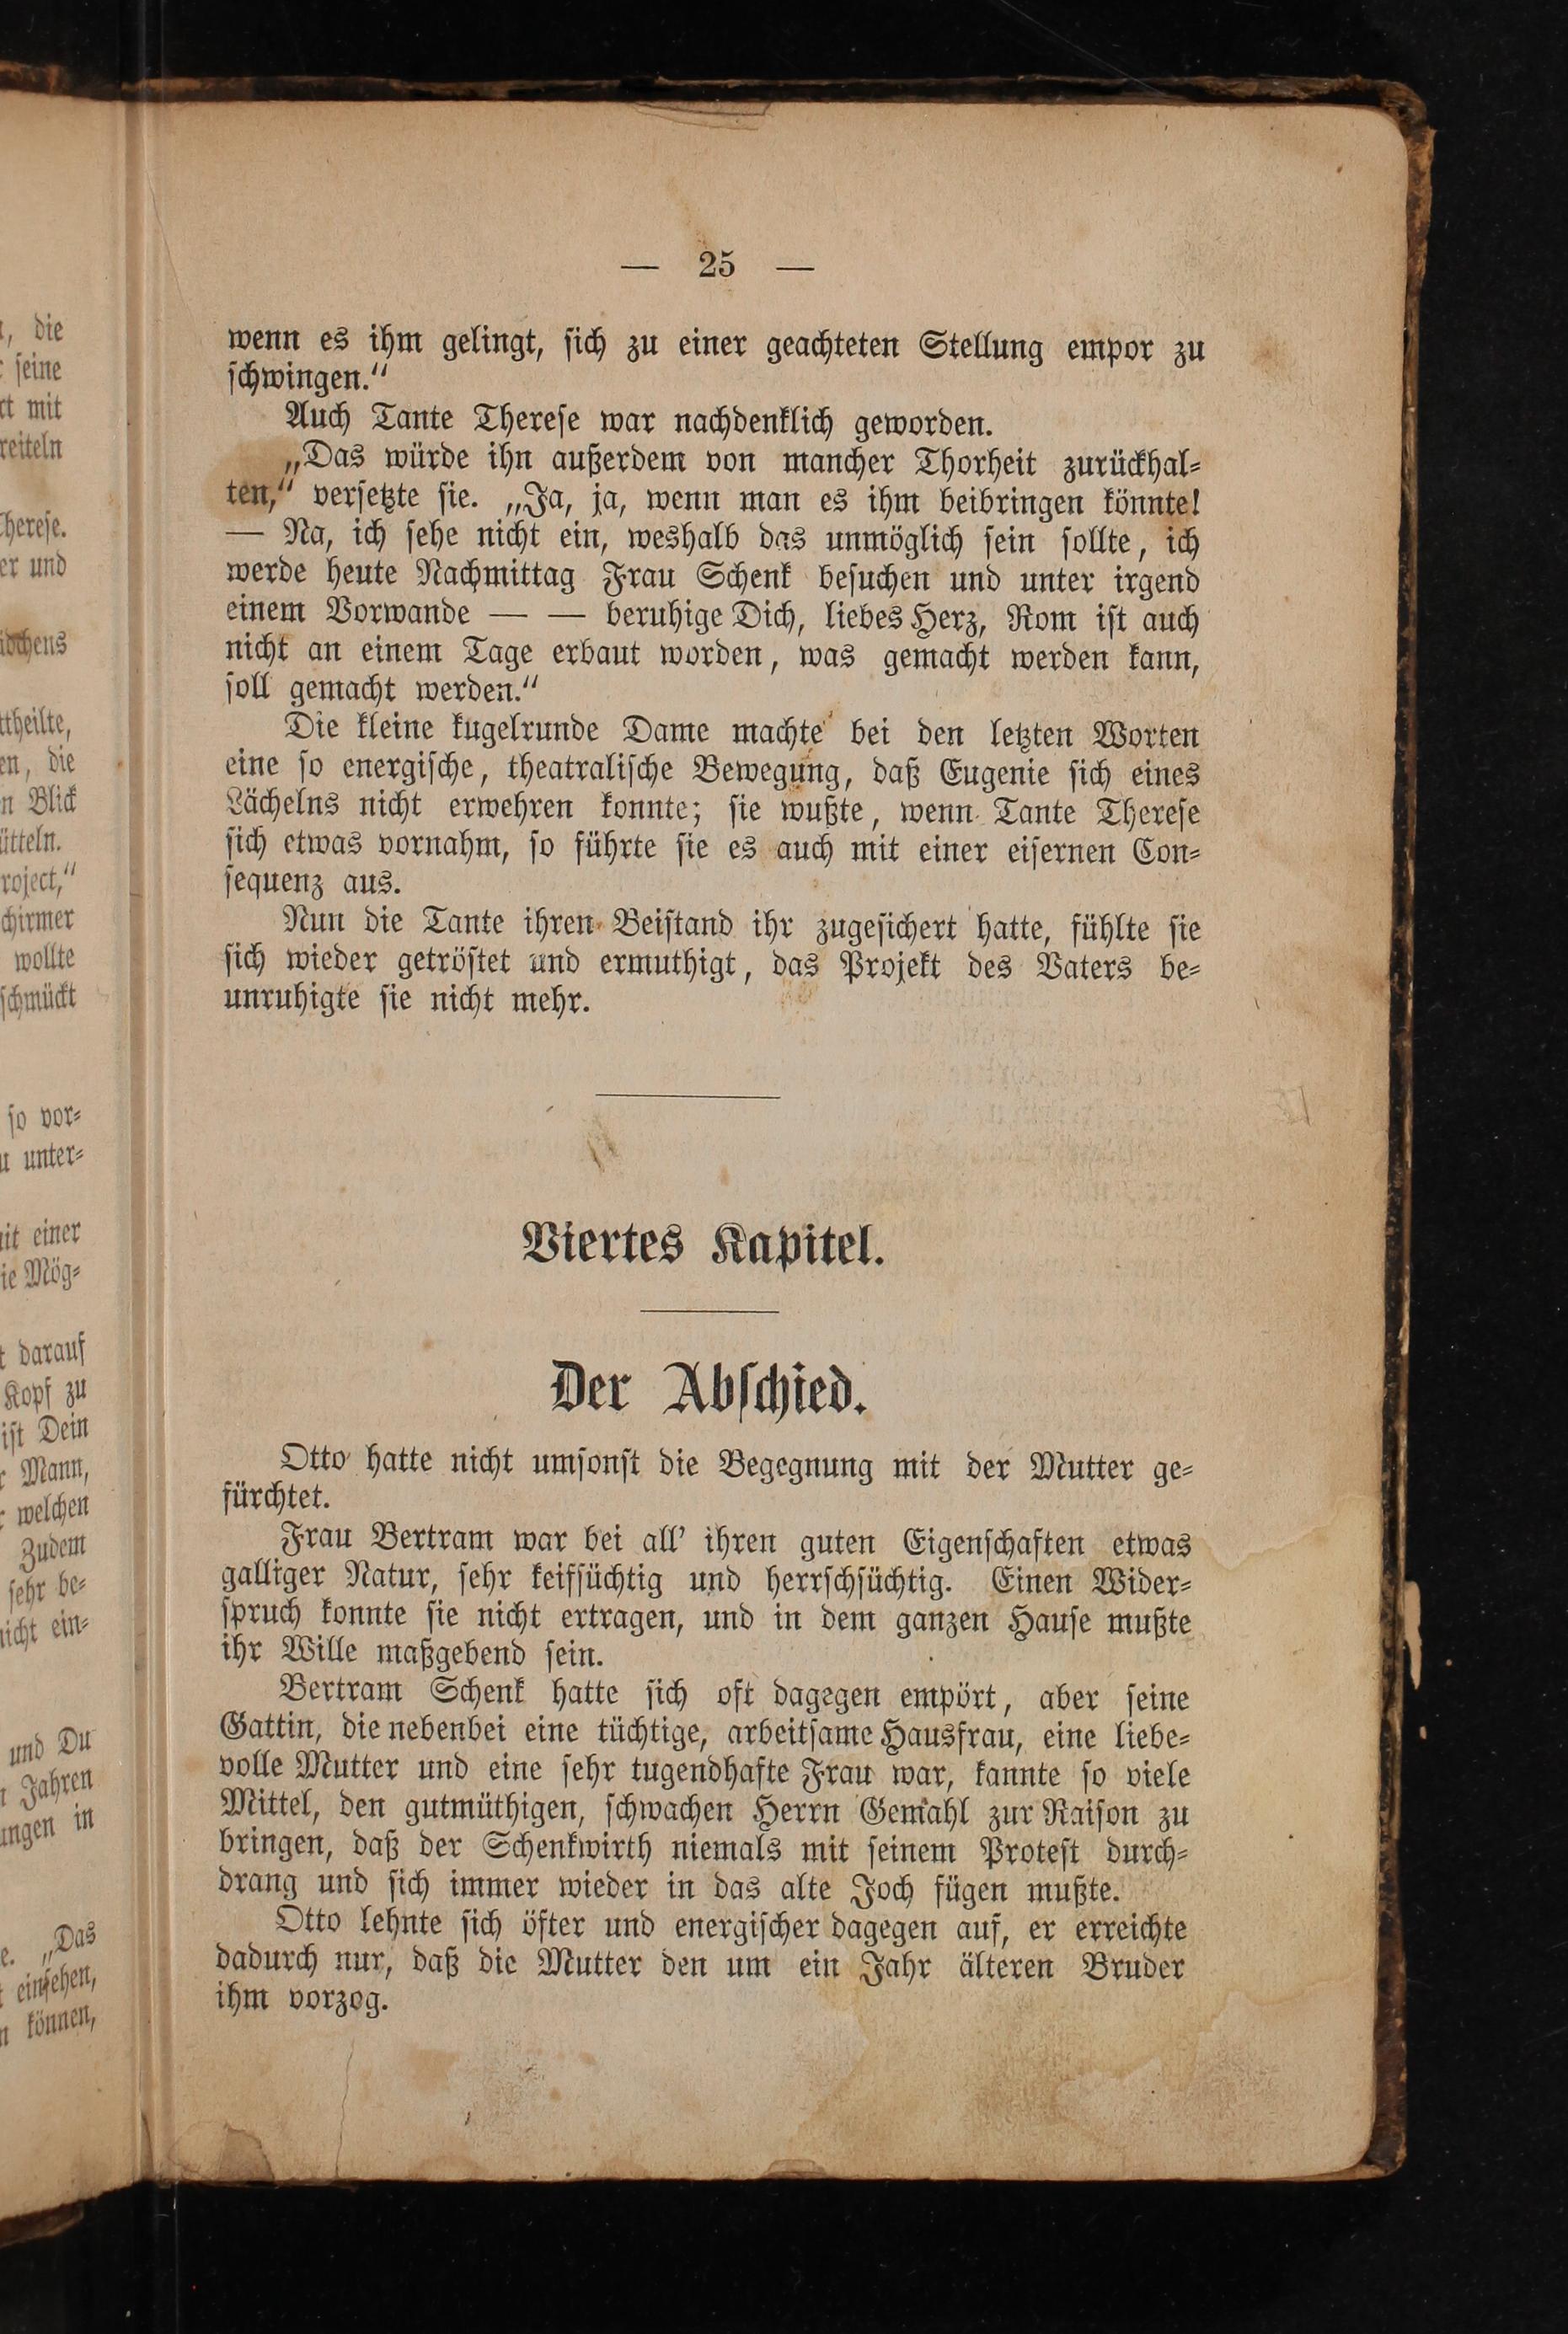 — 25 —
wenn es ihm gelingt, ſich zu einer geachteten Stellung empor zu
ſchwingen.“
Auch Tante Thereſe war nachdenklich geworden.
„Das würde ihn außerdem von mancher Thorheit zurückhal⸗
ten,“ verſetzte ſie. „Ja, ja, wenn man es ihm beibringen könnte!
— Na, ich ſehe nicht ein, weshalb das unmöglich ſein ſollte, ich
werde heute Nachmittag Frau Schenk beſuchen und unter irgend
einem Vorwande — — beruhige Dich, liebes Herz, Rom iſt auch
nicht an einem Tage erbaut worden, was gemacht werden kann,
ſoll gemacht werden.“
Die kleine kugelrunde Dame machte bei den letzten Worten
eine ſo energiſche, theatraliſche Bewegung, daß Eugenie ſich eines
Lächelns nicht erwehren konnte; ſie wußte, wenn Tante Thereſe
ſich etwas vornahm, ſo führte ſie es auch mit einer eiſernen Con⸗
ſequenz aus.
Nun die Tante ihren Beiſtand ihr zugeſichert hatte, fühlte ſie
ſich wieder getröſtet und ermuthigt, das Projekt des Vaters be⸗
unruhigte ſie nicht mehr.
Viertes Kapitel.
Der Abſchied.
Otto hatte nicht umſonſt die Begegnung mit der Mutter ge⸗
fürchtet.
Frau Bertram war bei all’ ihren guten Eigenſchaften etwas
galliger Natur, ſehr keifſüchtig und herrſchſüchtig. Einen Wider⸗
ſpruch konnte ſie nicht ertragen, und in dem ganzen Hauſe mußte
ihr Wille maßgebend ſein.
Bertram Schenk hatte ſich oft dagegen empört, aber ſeine
Gattin, die nebenbei eine tüchtige, arbeitſame Hausfrau, eine liebe⸗
volle Mutter und eine ſehr tugendhafte Frau war, kannte ſo viele
Mittel, den gutmüthigen, ſchwachen Herrn Gemahl zur Raiſon zu
bringen, daß der Schenkwirth niemals mit ſeinem Proteſt durch⸗
drang und ſich immer wieder in das alte Joch fügen mußte.
Otto lehnte ſich öfter und energiſcher dagegen auf, er erreichte
dadurch nur, daß die Mutter den um ein Jahr älteren Bruder
ihm vorzog.